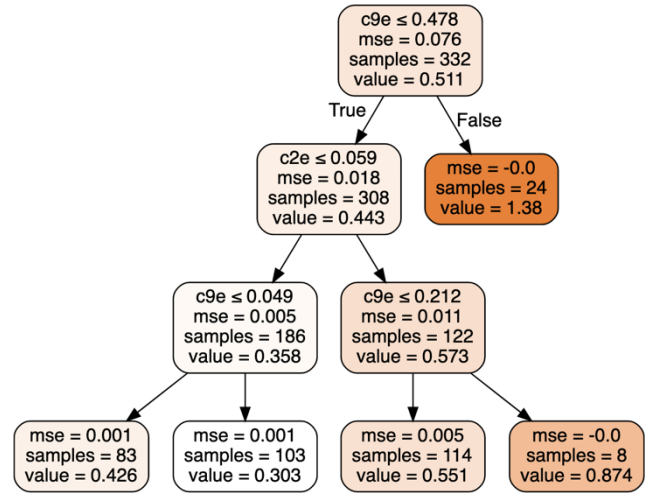 c9e ≤ 0.478
mse = 0.076
samples = 332
value = 0.511
True
False
c2e ≤ 0.059
mse = 0.018
samples = 308
value = 0.443
mse = -0.0
samples = 24
value = 1.38
c9e ≤ 0.049
mse = 0.005
samples = 186
value = 0.358
c9e ≤ 0.212
mse = 0.011
samples = 122
value = 0.573
mse = 0.001
samples = 83
value = 0.426
mse = 0.001
samples = 103
value = 0.303
mse = 0.005
samples = 114
value = 0.551
mse = -0.0
samples = 8
value = 0.874